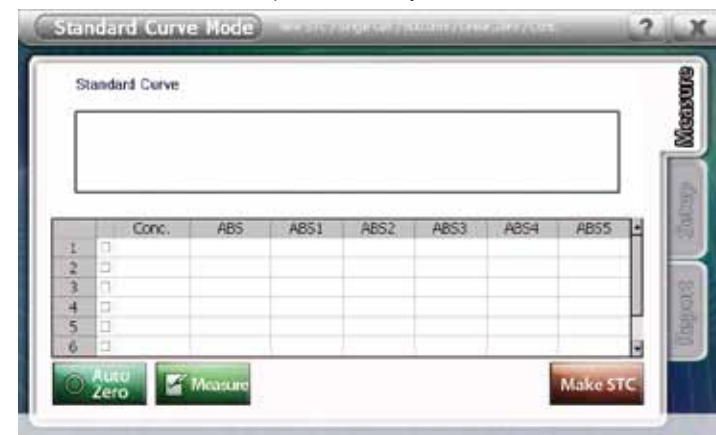 Standard Curve Mode ? X
Measure
Standard Curve
Conc. ABS ABS1 ABS2 ABS3 ABS4 ABS5
1
2
3
4
5
6
Setup
Report
Auto Zero
Measure
Make STC